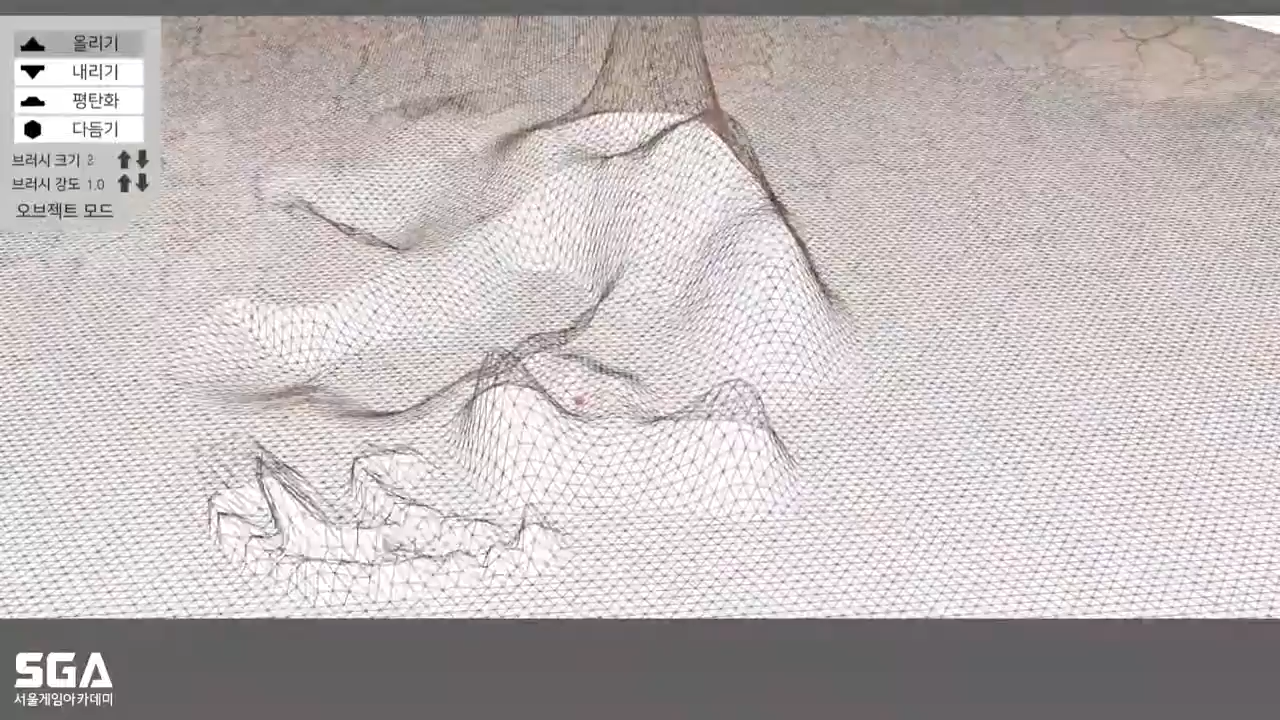 올리기
내리기
평탄화
다듬기
브러시 크기 2
브러시 강도 1.0
오브젝트 모드
SGA
서울게임아카데미